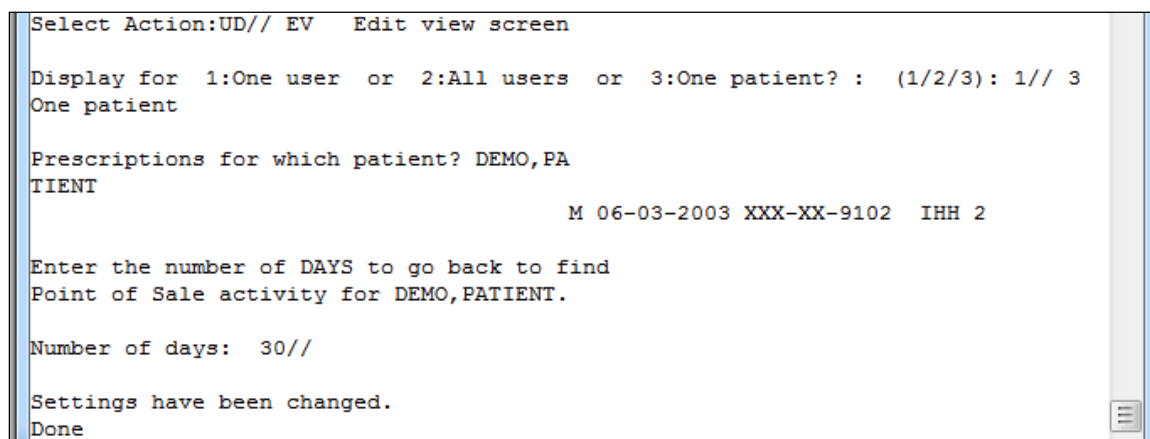 Select Action:UD// EV   Edit view screen
Display for  1:One user  or  2:All users  or  3:One patient? :  (1/2/3): 1// 3
One patient
Prescriptions for which patient? DEMO,PA
TIENT
M 06-03-2003 XXX-XX-9102  IHH 2
Enter the number of DAYS to go back to find
Point of Sale activity for DEMO,PATIENT.
Number of days:  30//
Settings have been changed.
Done